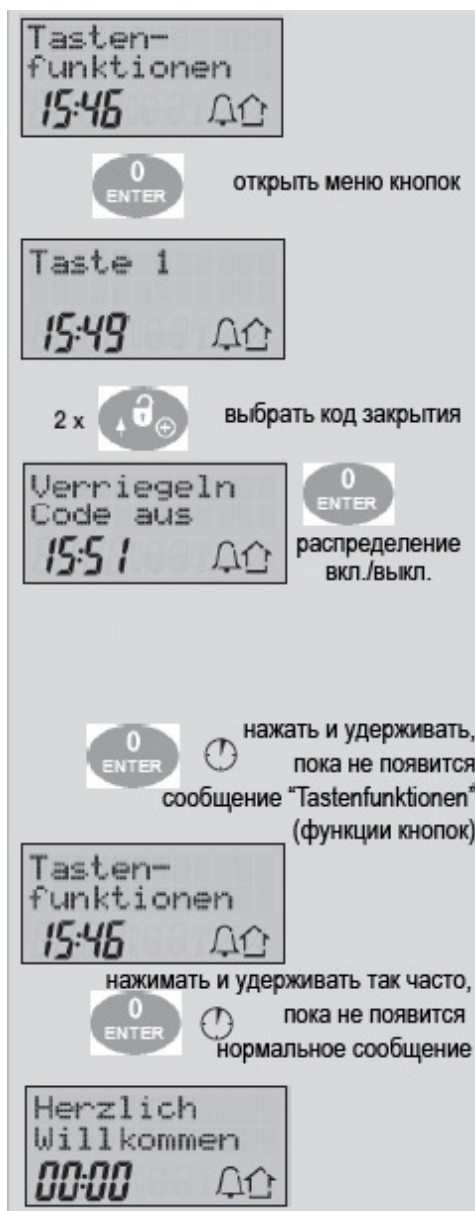 Tasten-
funktionen
15:46
0
ENTER
открыть меню кнопок
Taste 1
15:49
2 x
выбрать код закрытия
Verriegeln
Code aus
15:51
0
ENTER
распределение
вкл./выкл.
0
ENTER
нажать и удерживать,
пока не появится
сообщение “Tastenfunktionen”
(функции кнопок)
Tasten-
funktionen
15:46
нажимать и удерживать так часто,
0
ENTER
пока не появится
нормальное сообщение
Herzlich
Willkommen
00:00